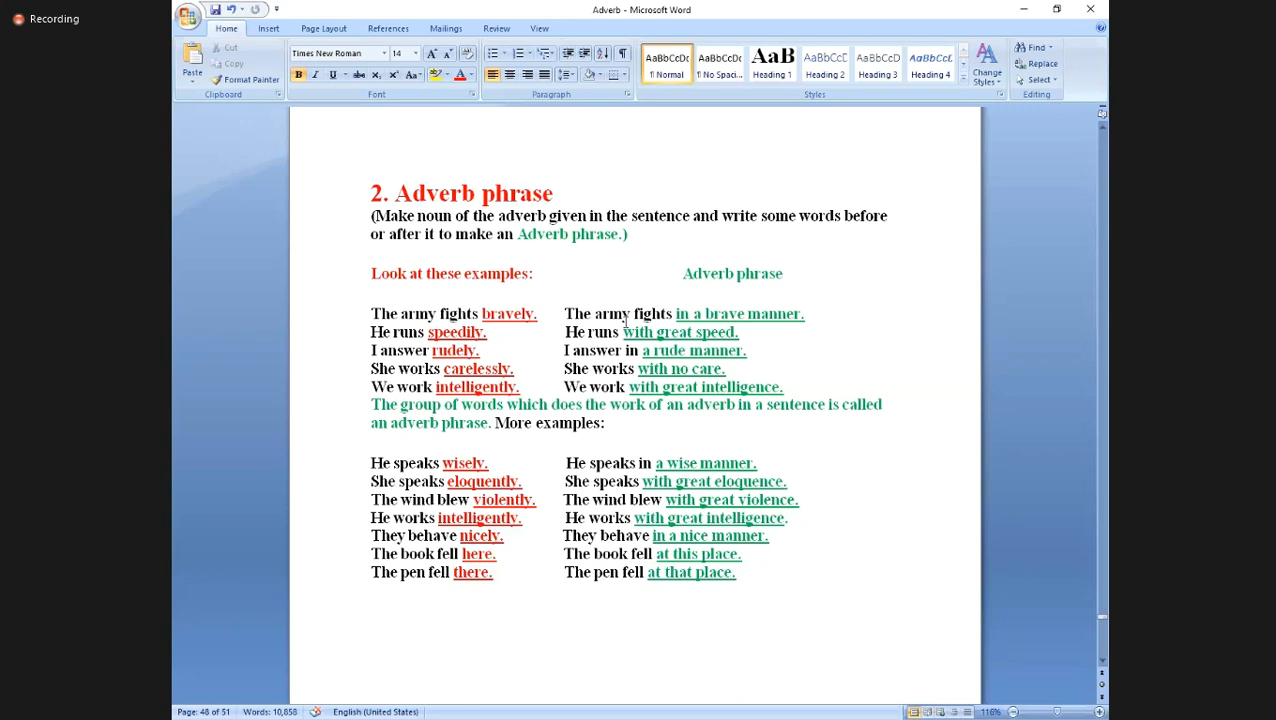 Recording
Adverb - Microsoft Word
Home Insert Page Layout References Mailings Review View
Paste
Cut
Copy
Format Painter
Clipboard
Times New Roman 14
B I U abc x₂ x² Aa
Font
Paragraph
AaBbCcDc AaBbCcDc AaB AaBbCcI AaBbCcDc AaBbCcL
¶ Normal ¶ No Spaci... Heading 1 Heading 2 Heading 3 Heading 4
Change Styles
Styles
Find
Replace
Select
Editing
2. Adverb phrase
(Make noun of the adverb given in the sentence and write some words before
or after it to make an Adverb phrase.)
Look at these examples: Adverb phrase
The army fights bravely. The army fights in a brave manner.
He runs speedily. He runs with great speed.
I answer rudely. I answer in a rude manner.
She works carelessly. She works with no care.
We work intelligently. We work with great intelligence.
The group of words which does the work of an adverb in a sentence is called
an adverb phrase. More examples:
He speaks wisely. He speaks in a wise manner.
She speaks eloquently. She speaks with great eloquence.
The wind blew violently. The wind blew with great violence.
He works intelligently. He works with great intelligence.
They behave nicely. They behave in a nice manner.
The book fell here. The book fell at this place.
The pen fell there. The pen fell at that place.
Page: 48 of 51 Words: 10,858 English (United States) 116%